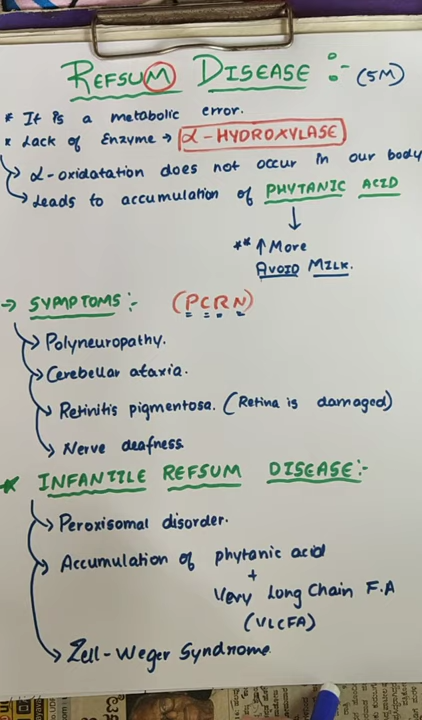 REFSUM DISEASE :- (5M)
* It is a metabolic error.
* Lack of Enzyme → α-HYDROXYLASE
α-oxidatation does not occur in our body
Leads to accumulation of PHYTANIC ACID
↓
** ↑ More
AVOID MILK.
→ SYMPTOMS :- (PCRN)
Polyneuropathy.
Cerebellar ataxia.
Retinitis pigmentosa. (Retina is damaged)
Nerve deafness
* INFANTILE REFSUM DISEASE :-
Peroxisomal disorder.
Accumulation of phytanic acid
+
Very Long Chain F.A
(VLCFA)
Zell-Weger Syndrome.